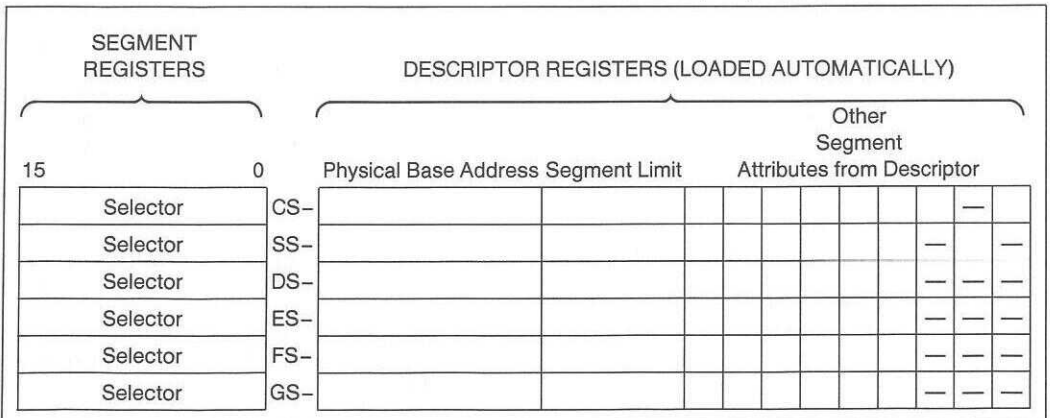 SEGMENT
REGISTERS
DESCRIPTOR REGISTERS (LOADED AUTOMATICALLY)
Other
Segment
15 0 Physical Base Address Segment Limit Attributes from Descriptor
Selector CS– —
Selector SS– — —
Selector DS– — — —
Selector ES– — — —
Selector FS– — — —
Selector GS– — — —